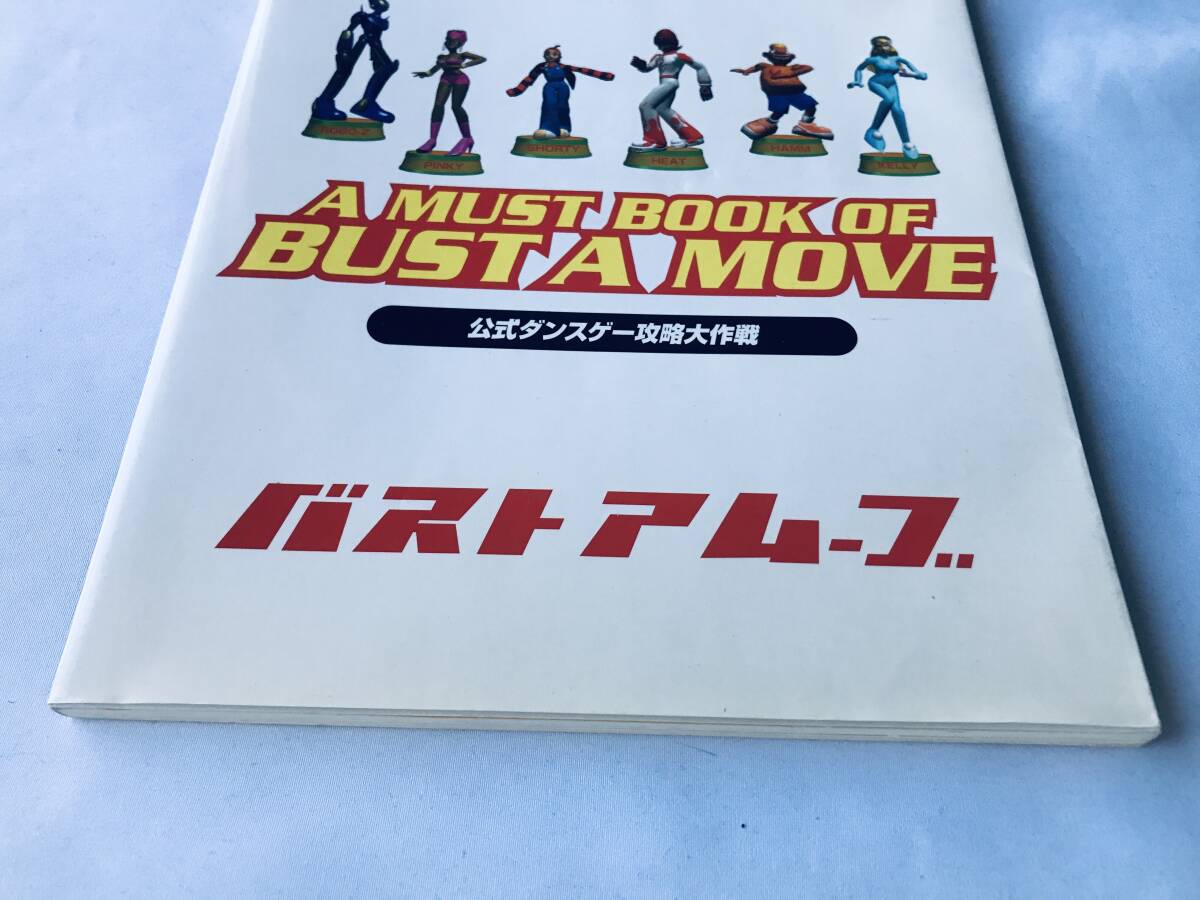 ROBO-Z
PINKY
SHORTY
HEAT
HAMM
KELLY
A MUST BOOK OF
BUST A MOVE
公式ダンスゲー攻略大作戦
バストアムーブ